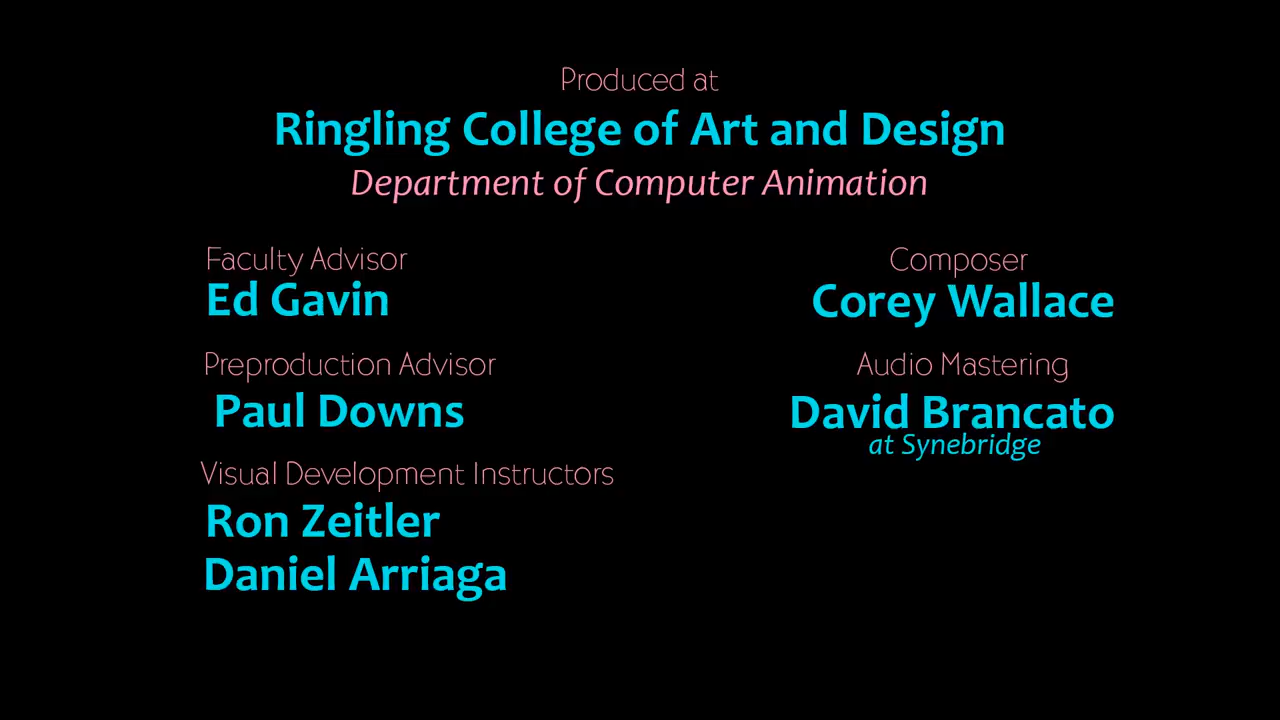 Produced at
Ringling College of Art and Design
Department of Computer Animation
Faculty Advisor
Ed Gavin
Preproduction Advisor
Paul Downs
Visual Development Instructors
Ron Zeitler
Daniel Arriaga
Composer
Corey Wallace
Audio Mastering
David Brancato
at Synebridge